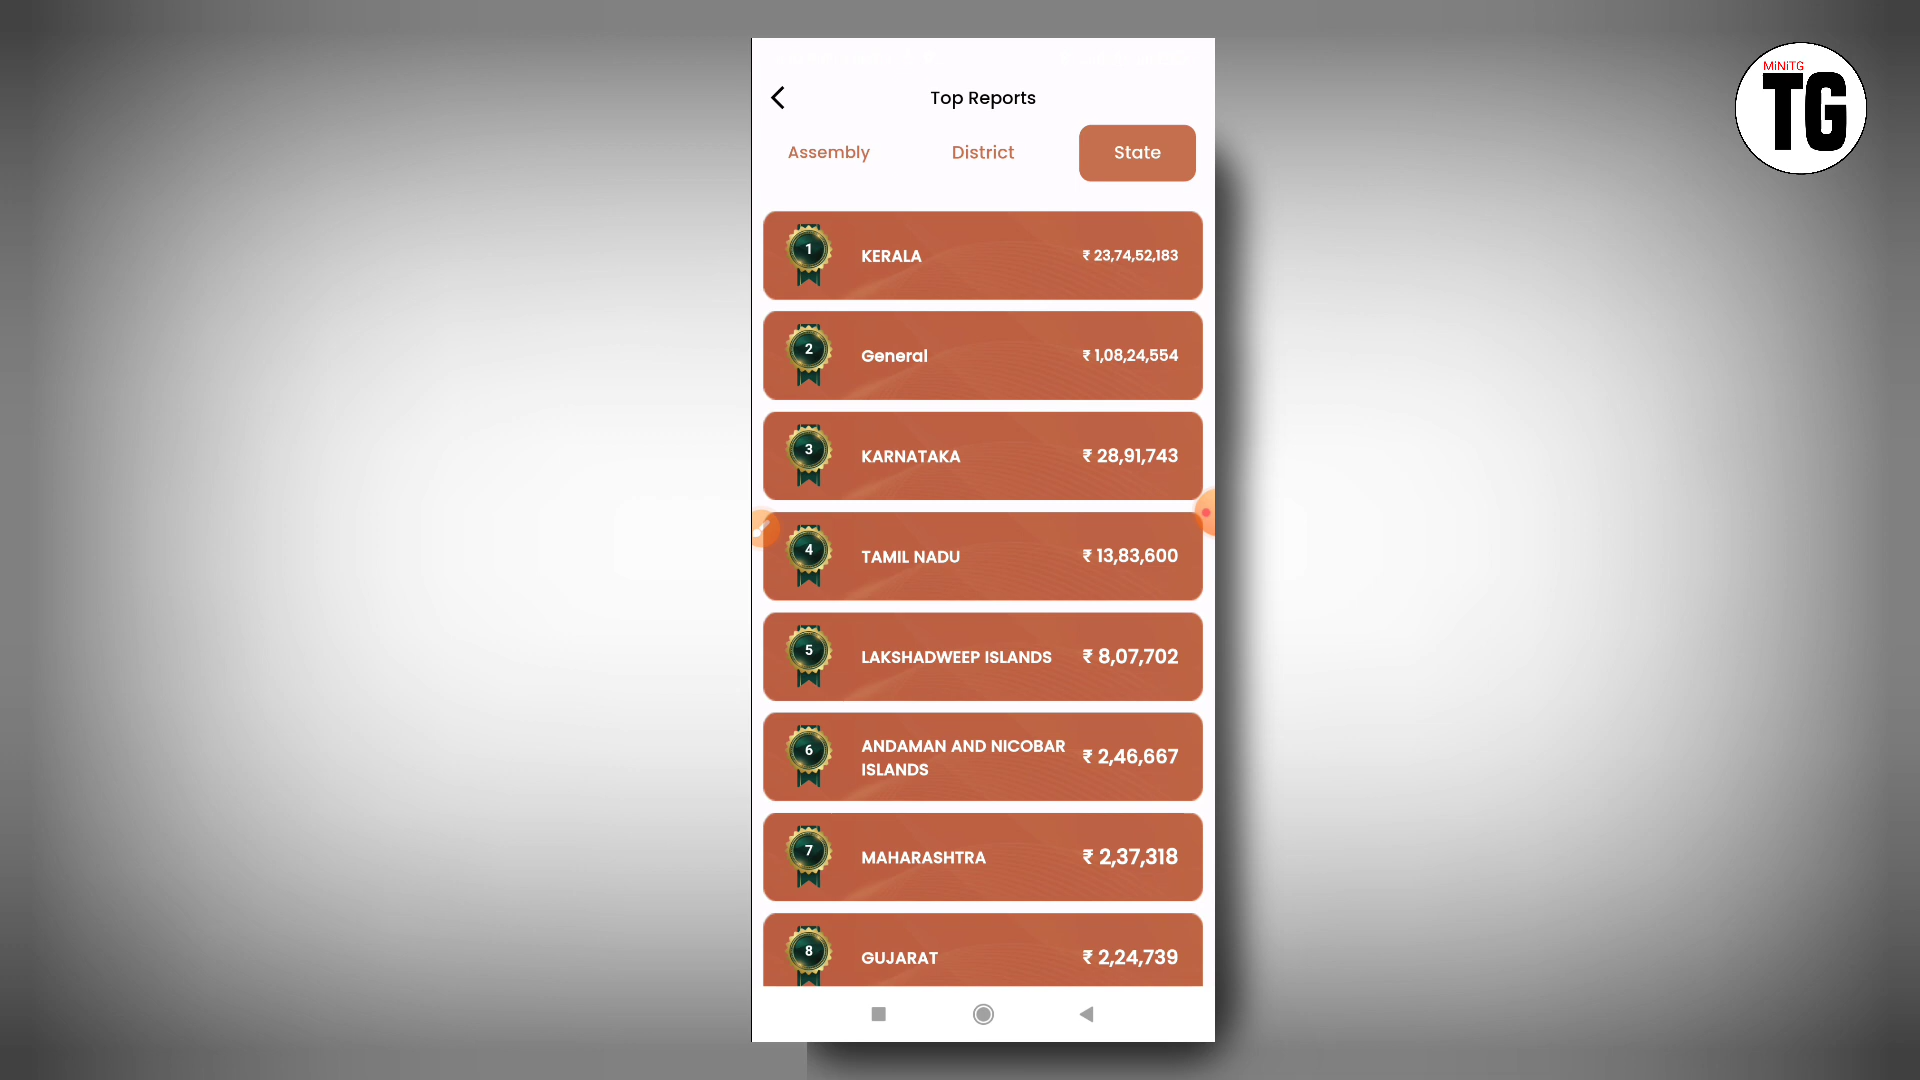 MiNiTG
TG
Top Reports
Assembly
District
State
1
KERALA
₹ 23,74,52,183
2
General
₹ 1,08,24,554
3
KARNATAKA
₹ 28,91,743
4
TAMIL NADU
₹ 13,83,600
5
LAKSHADWEEP ISLANDS
₹ 8,07,702
6
ANDAMAN AND NICOBAR
ISLANDS
₹ 2,46,667
7
MAHARASHTRA
₹ 2,37,318
8
GUJARAT
₹ 2,24,739